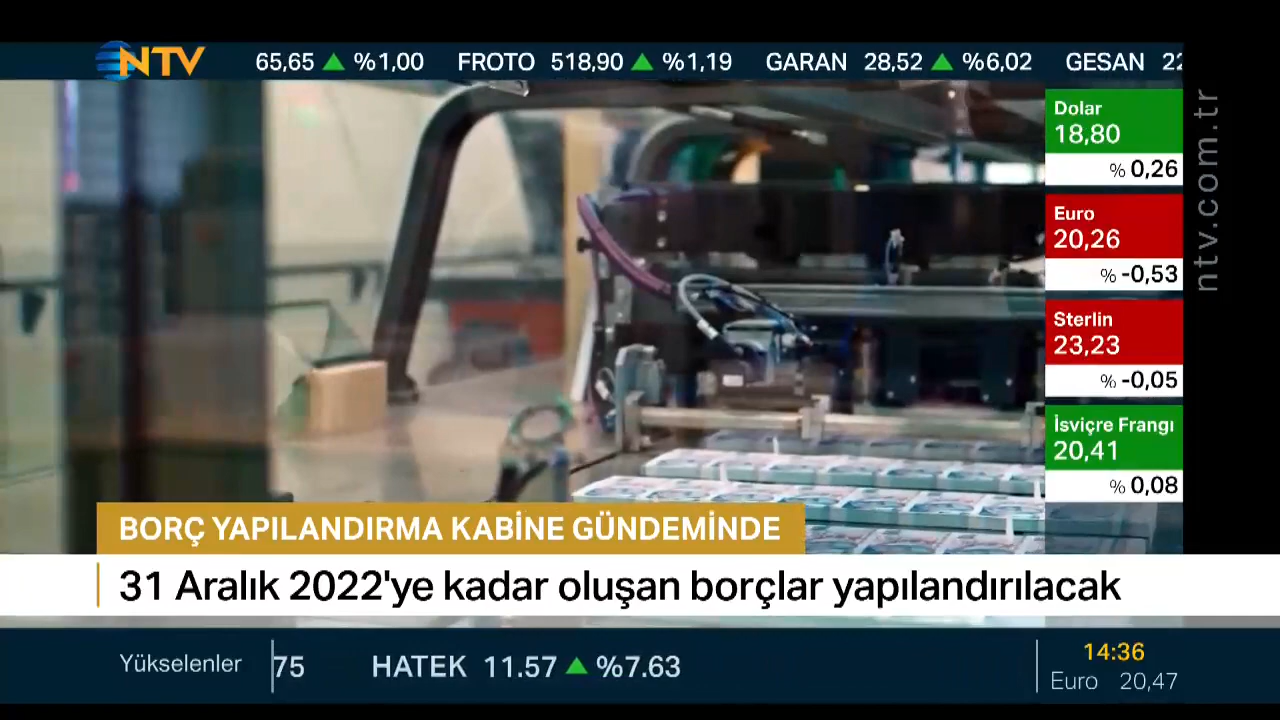 NTV
65,65 %1,00 FROTO 518,90 %1,19 GARAN 28,52 %6,02 GESAN
Dolar
18,80
% 0,26
Euro
20,26
% -0,53
Sterlin
23,23
% -0,05
İsviçre Frangı
20,41
% 0,08
ntv.com.tr
BORÇ YAPILANDIRMA KABİNE GÜNDEMİNDE
31 Aralık 2022'ye kadar oluşan borçlar yapılandırılacak
Yükselenler 75 HATEK 11.57 %7.63
14:36
Euro 20,47